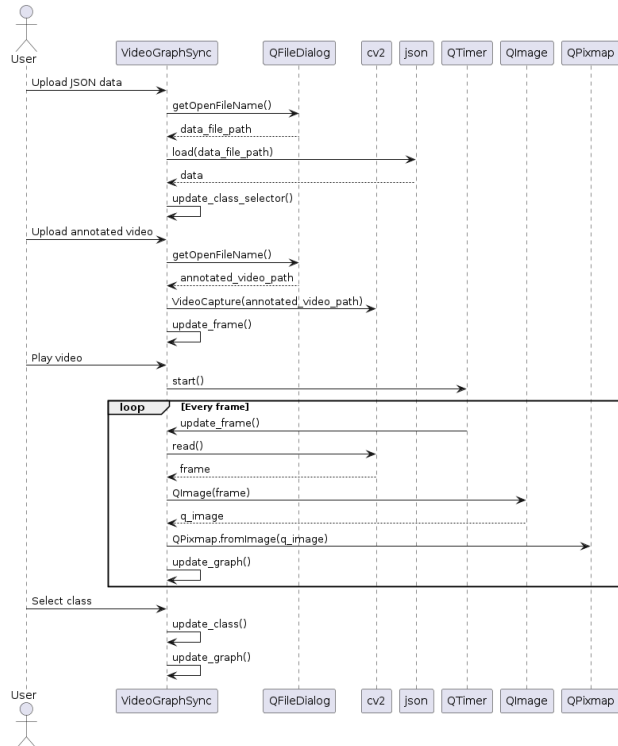 User
VideoGraphSync
QFileDialog
cv2
json
QTimer
QImage
QPixmap
Upload JSON data
getOpenFileName()
data_file_path
load(data_file_path)
data
update_class_selector()
Upload annotated video
getOpenFileName()
annotated_video_path
VideoCapture(annotated_video_path)
update_frame()
Play video
start()
loop [Every frame]
update_frame()
read()
frame
QImage(frame)
q_image
QPixmap.fromImage(q_image)
update_graph()
Select class
update_class()
update_graph()
User
VideoGraphSync
QFileDialog
cv2
json
QTimer
QImage
QPixmap